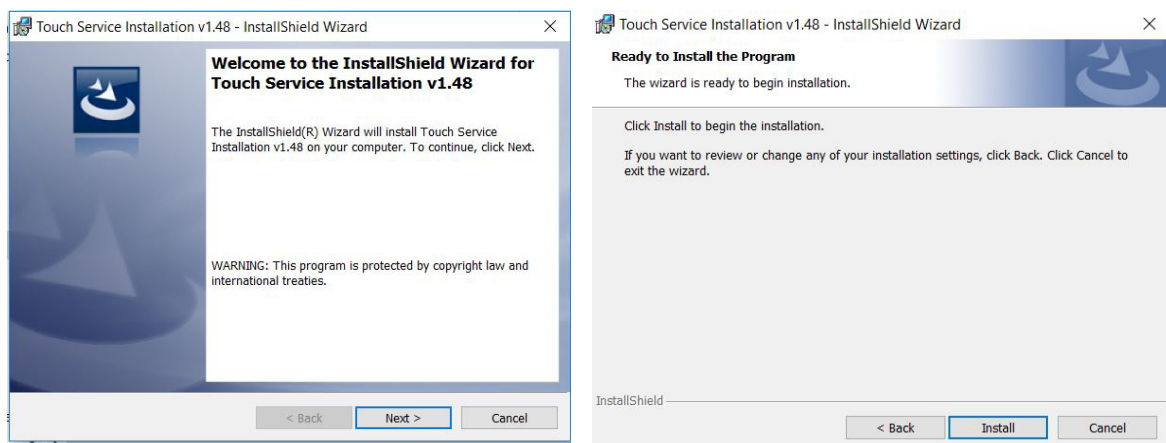 Touch Service Installation v1.48 - InstallShield Wizard
Welcome to the InstallShield Wizard for
Touch Service Installation v1.48
The InstallShield(R) Wizard will install Touch Service
Installation v1.48 on your computer. To continue, click Next.
WARNING: This program is protected by copyright law and
international treaties.
< Back
Next >
Cancel
Touch Service Installation v1.48 - InstallShield Wizard
Ready to Install the Program
The wizard is ready to begin installation.
Click Install to begin the installation.
If you want to review or change any of your installation settings, click Back. Click Cancel to
exit the wizard.
InstallShield
< Back
Install
Cancel